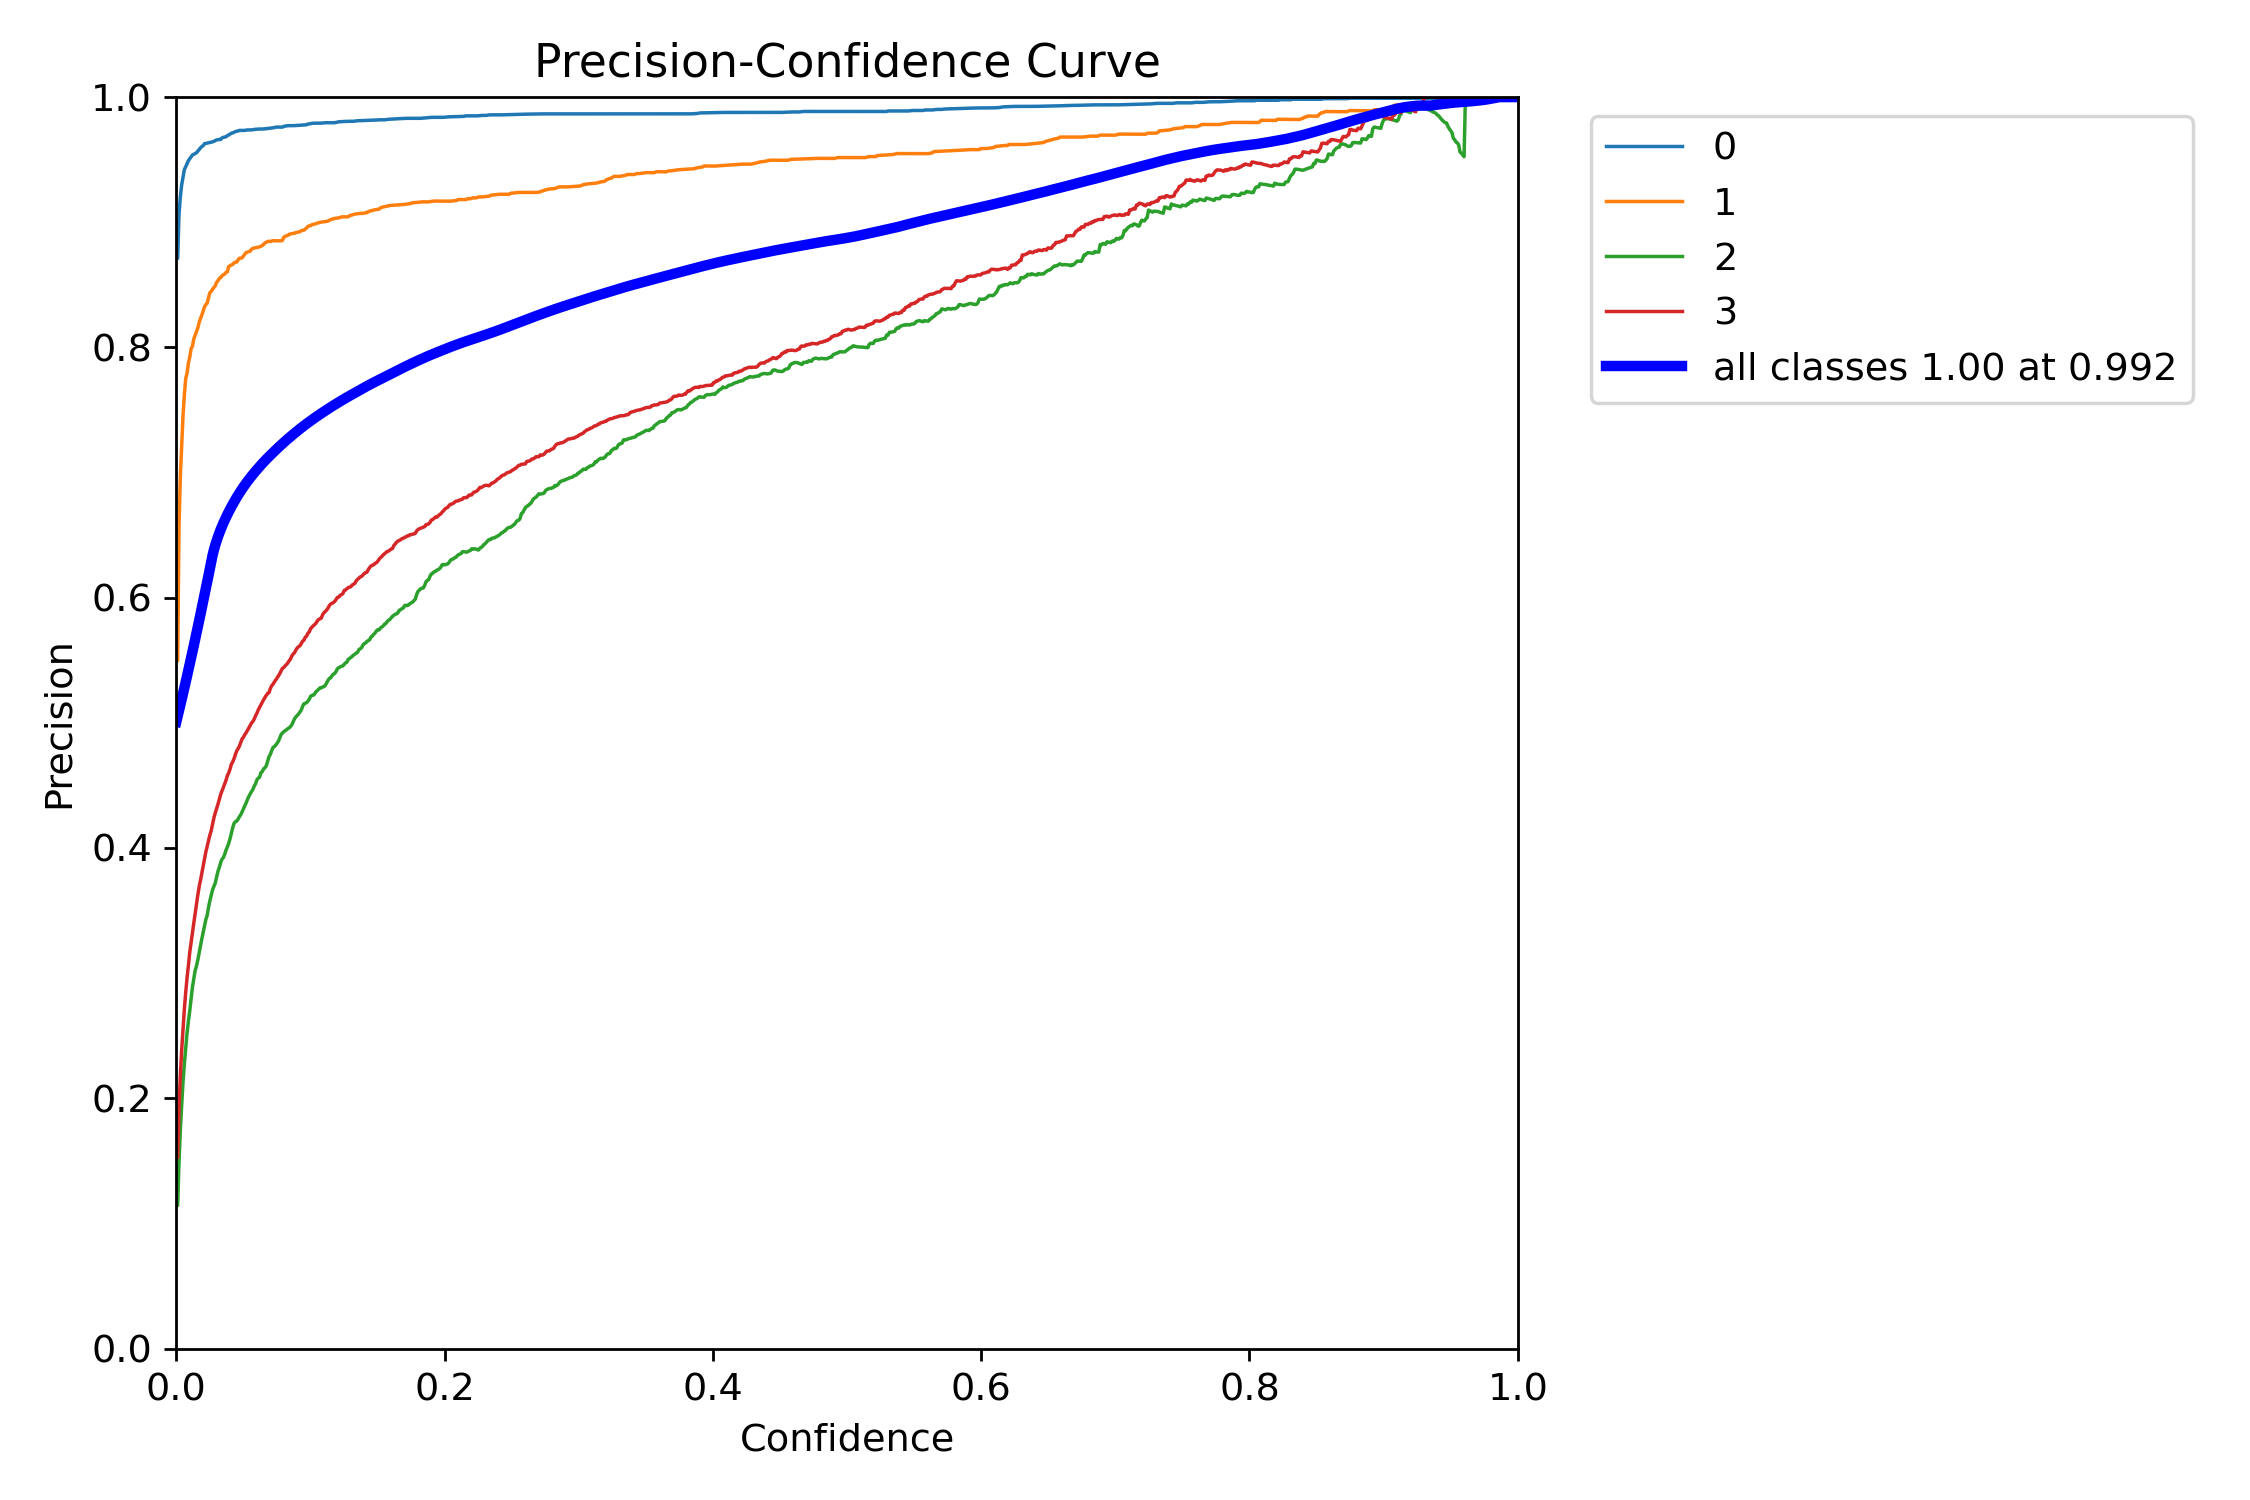 Precision-Confidence Curve
1.0
0.8
0.6
0.4
0.2
0.0
Precision
0.0 0.2 0.4 0.6 0.8 1.0
Confidence
0
1
2
3
all classes 1.00 at 0.992